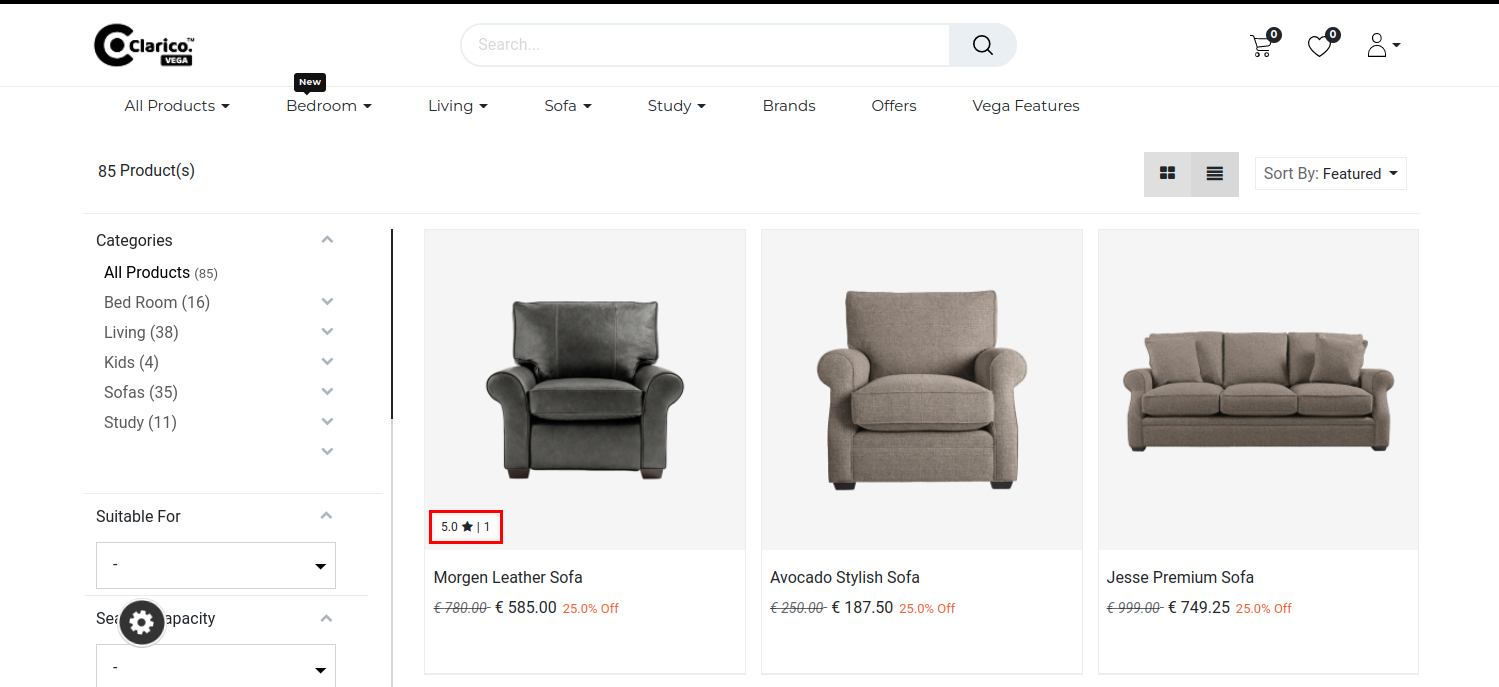 Clarico.™
VEGA
Search...
0
0
New
All Products
Bedroom
Living
Sofa
Study
Brands
Offers
Vega Features
85 Product(s)
Sort By: Featured
Categories
All Products (85)
Bed Room (16)
Living (38)
Kids (4)
Sofas (35)
Study (11)
Suitable For
-
Sea apacity
-
5.0 ★ | 1
Morgen Leather Sofa
€ 780.00 € 585.00 25.0% Off
Avocado Stylish Sofa
€ 250.00 € 187.50 25.0% Off
Jesse Premium Sofa
€ 999.00 € 749.25 25.0% Off